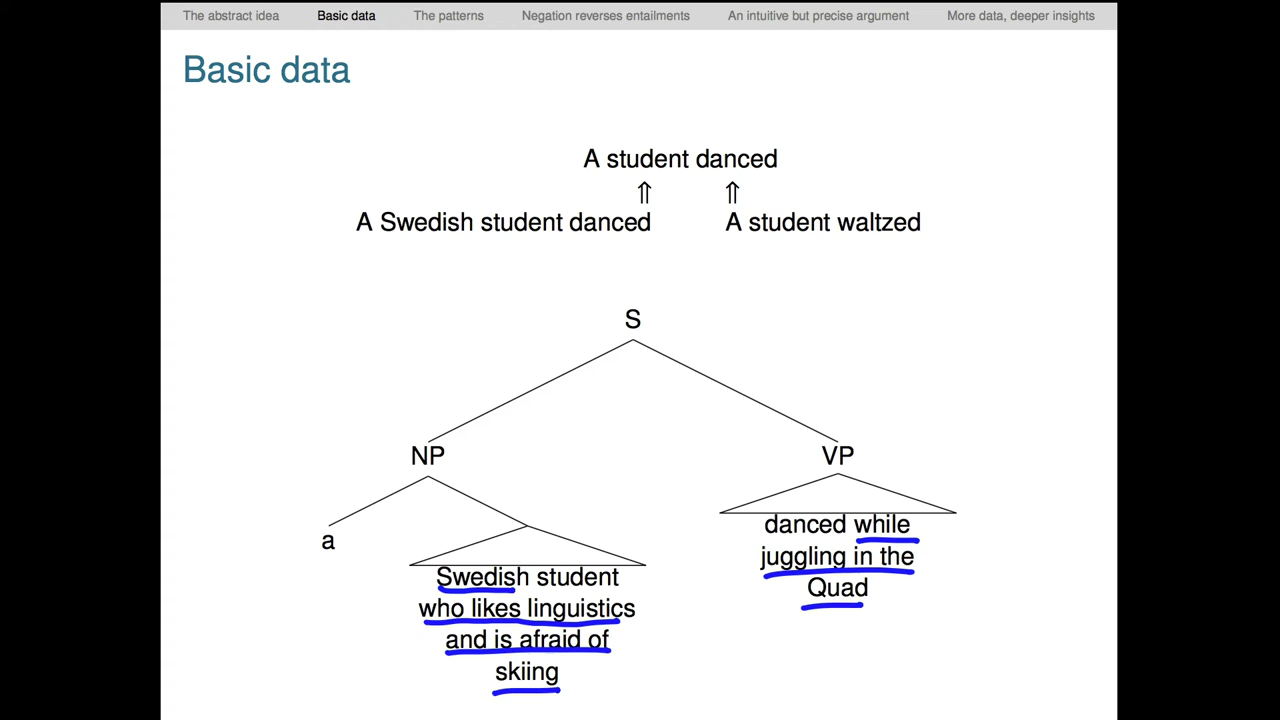 The abstract idea Basic data The patterns Negation reverses entailments An intuitive but precise argument More data, deeper insights
Basic data
A student danced
⇑ ⇑
A Swedish student danced A student waltzed
S
NP VP
a
danced while
juggling in the
Quad
Swedish student
who likes linguistics
and is afraid of
skiing